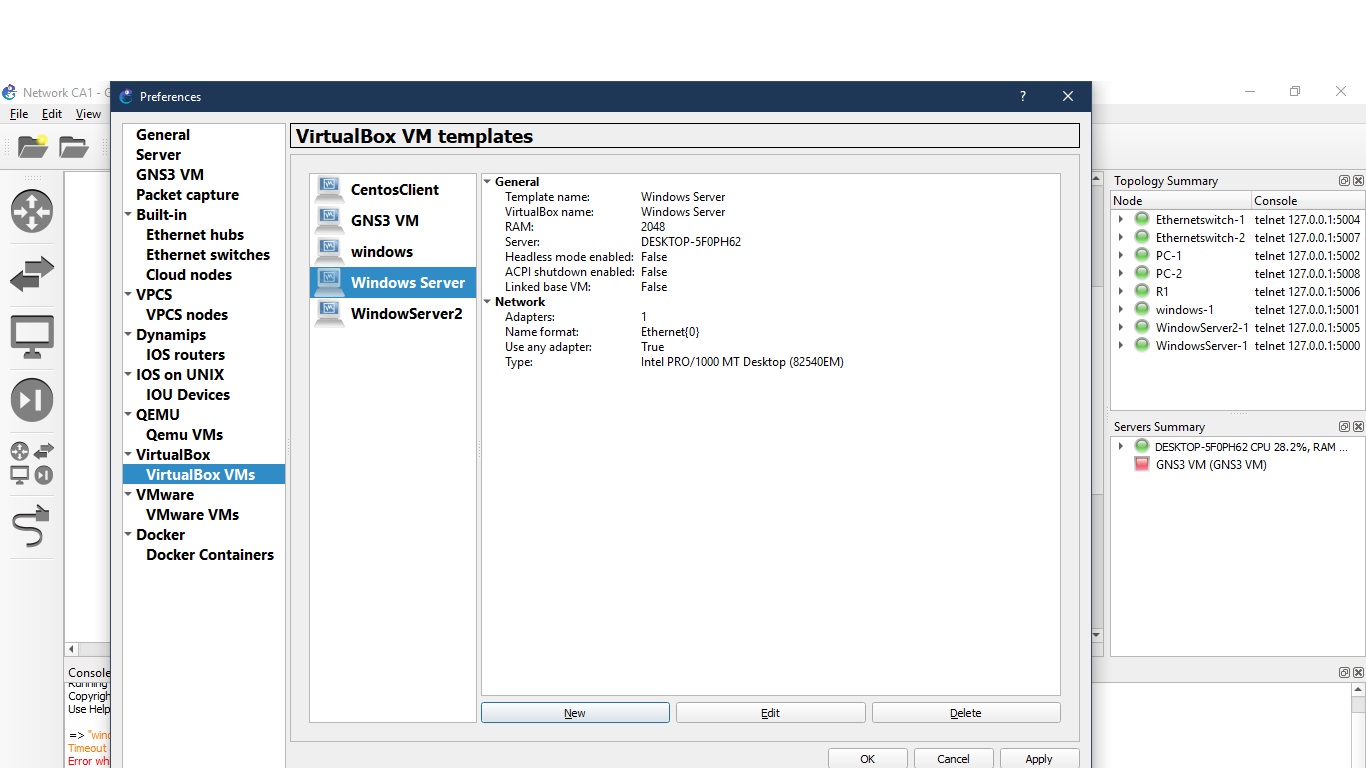 Network CA1 - G
Preferences
?
File Edit View
General
Server
GNS3 VM
Packet capture
Built-in
Ethernet hubs
Ethernet switches
Cloud nodes
VPCS
VPCS nodes
Dynamips
IOS routers
IOS on UNIX
IOU Devices
QEMU
Qemu VMs
VirtualBox
VirtualBox VMs
VMware
VMware VMs
Docker
Docker Containers
VirtualBox VM templates
CentosClient
GNS3 VM
windows
Windows Server
WindowServer2
General
Template name: Windows Server
VirtualBox name: Windows Server
RAM: 2048
Server: DESKTOP-5F0PH62
Headless mode enabled: False
ACPI shutdown enabled: False
Linked base VM: False
Network
Adapters: 1
Name format: Ethernet{0}
Use any adapter: True
Type: Intel PRO/1000 MT Desktop (82540EM)
New Edit Delete
OK Cancel Apply
Topology Summary
Node Console
Ethernetswitch-1 telnet 127.0.0.1:5004
Ethernetswitch-2 telnet 127.0.0.1:5007
PC-1 telnet 127.0.0.1:5002
PC-2 telnet 127.0.0.1:5008
R1 telnet 127.0.0.1:5006
windows-1 telnet 127.0.0.1:5001
WindowServer2-1 telnet 127.0.0.1:5005
WindowsServer-1 telnet 127.0.0.1:5000
Servers Summary
DESKTOP-5F0PH62 CPU 28.2%, RAM ...
GNS3 VM (GNS3 VM)
Console
Running
Copyrigh
Use Help
=> "wind
Timeout
Error wh